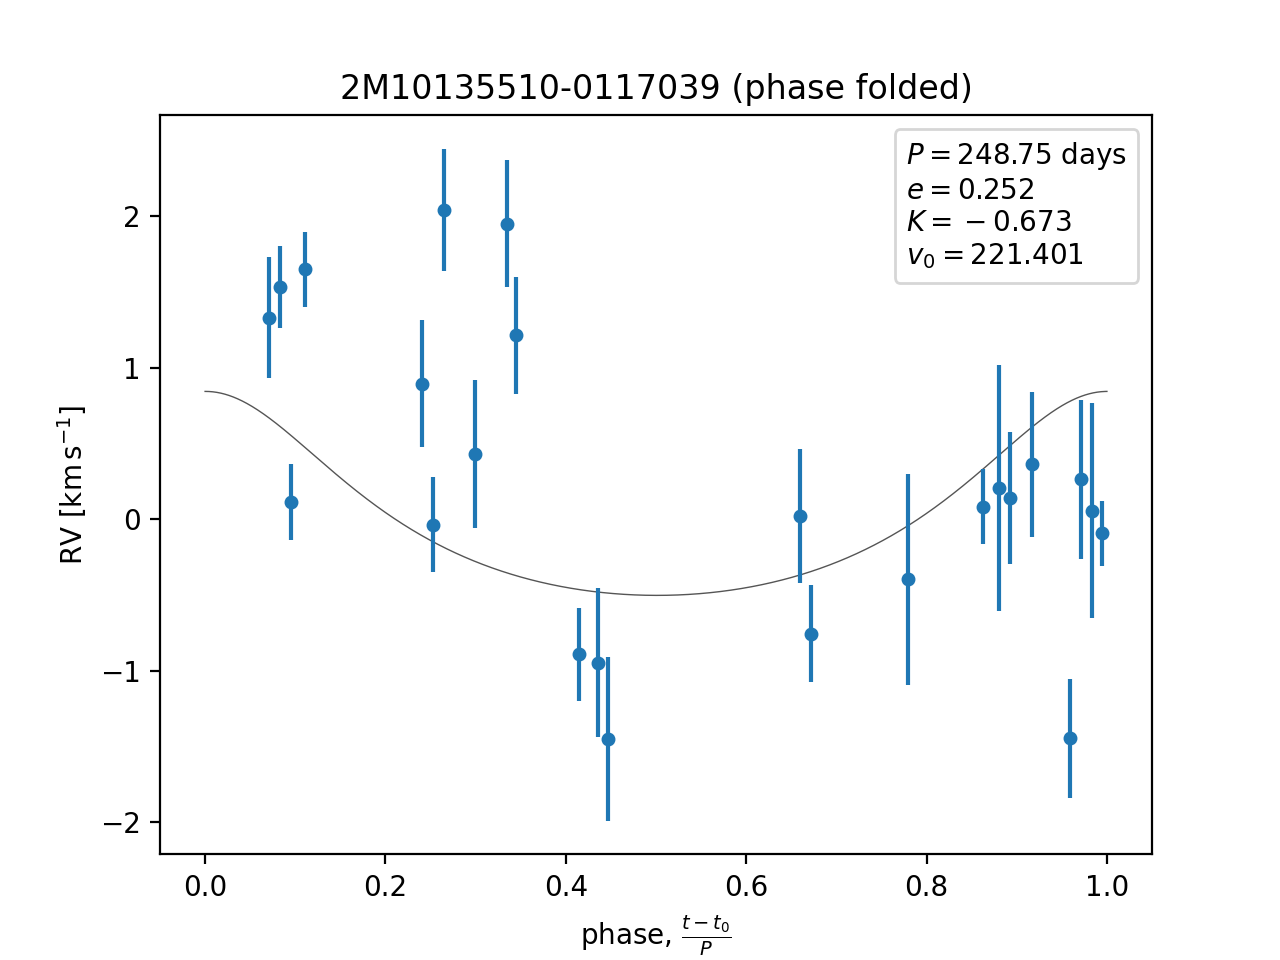 2M10135510-0117039 (phase folded)
P = 248.75 days
e = 0.252
K = −0.673
v₀ = 221.401
RV [km s⁻¹]
2
1
0
−1
−2
0.0 0.2 0.4 0.6 0.8 1.0
phase, (t − t₀)/P